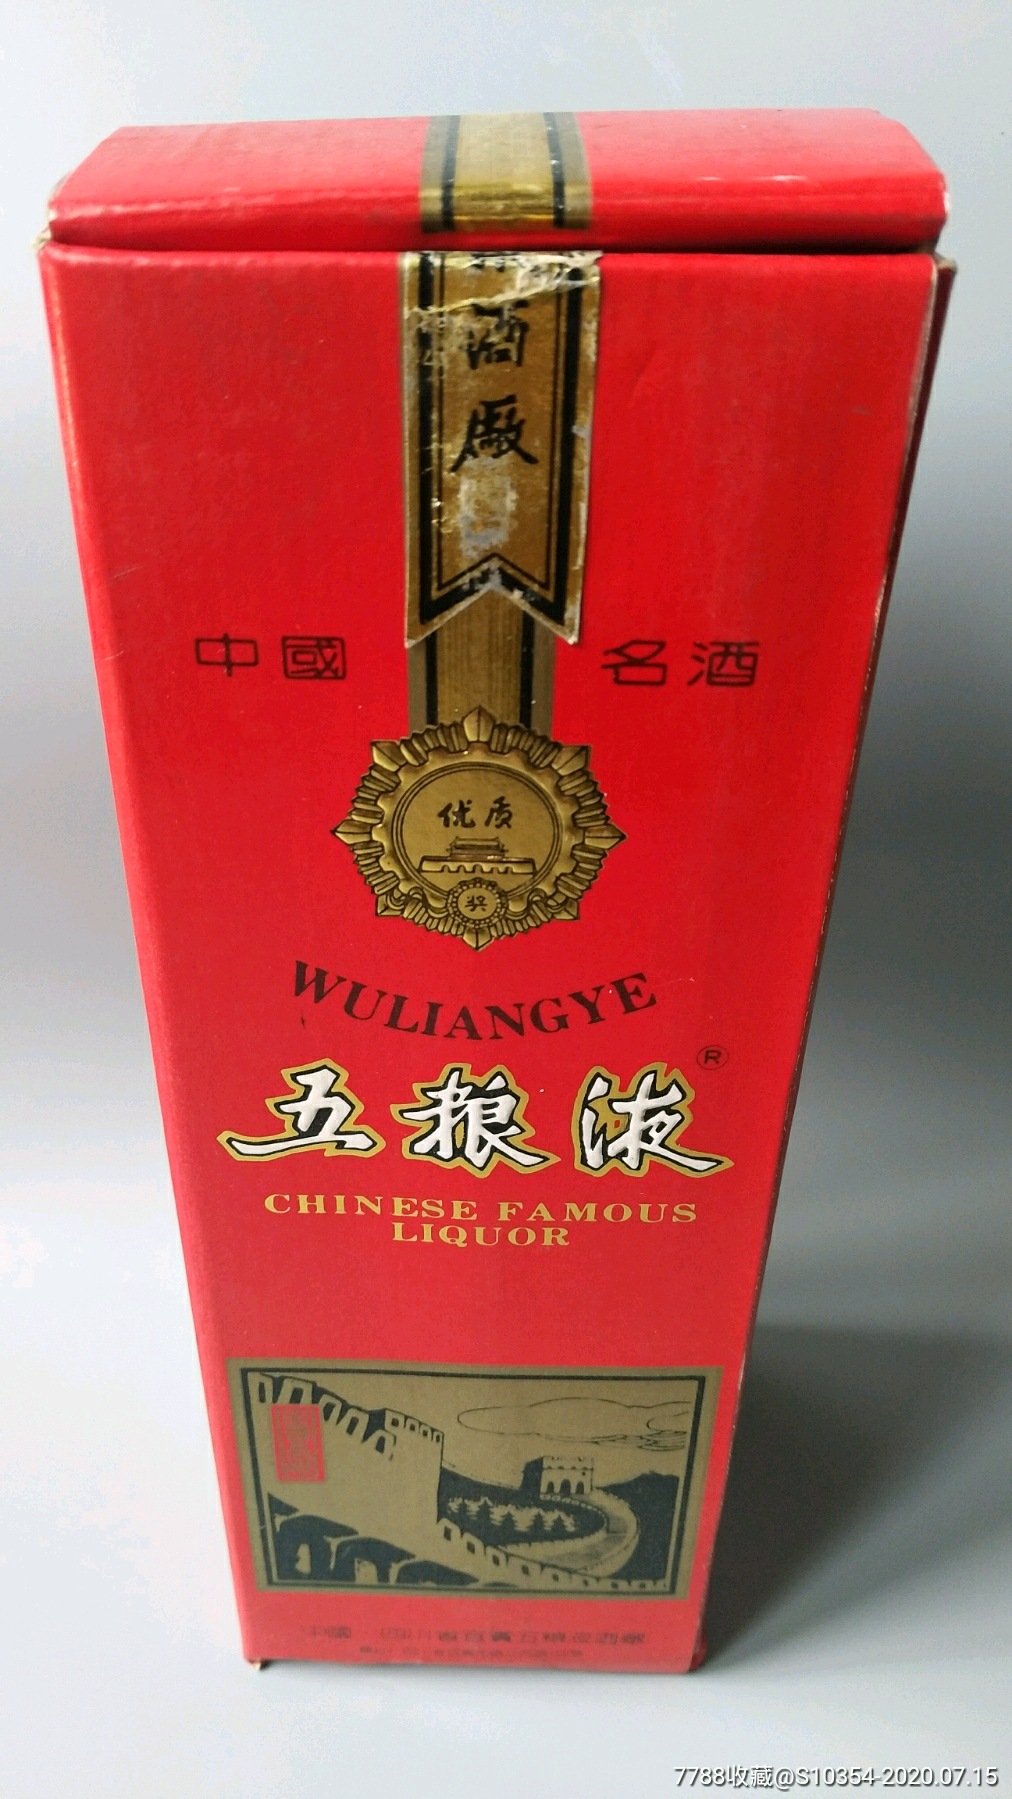 酒
廠
中國 名酒
优质
奖
WULIANGYE
五粮液®
CHINESE FAMOUS
LIQUOR
7788收藏@S10354-2020.07.15